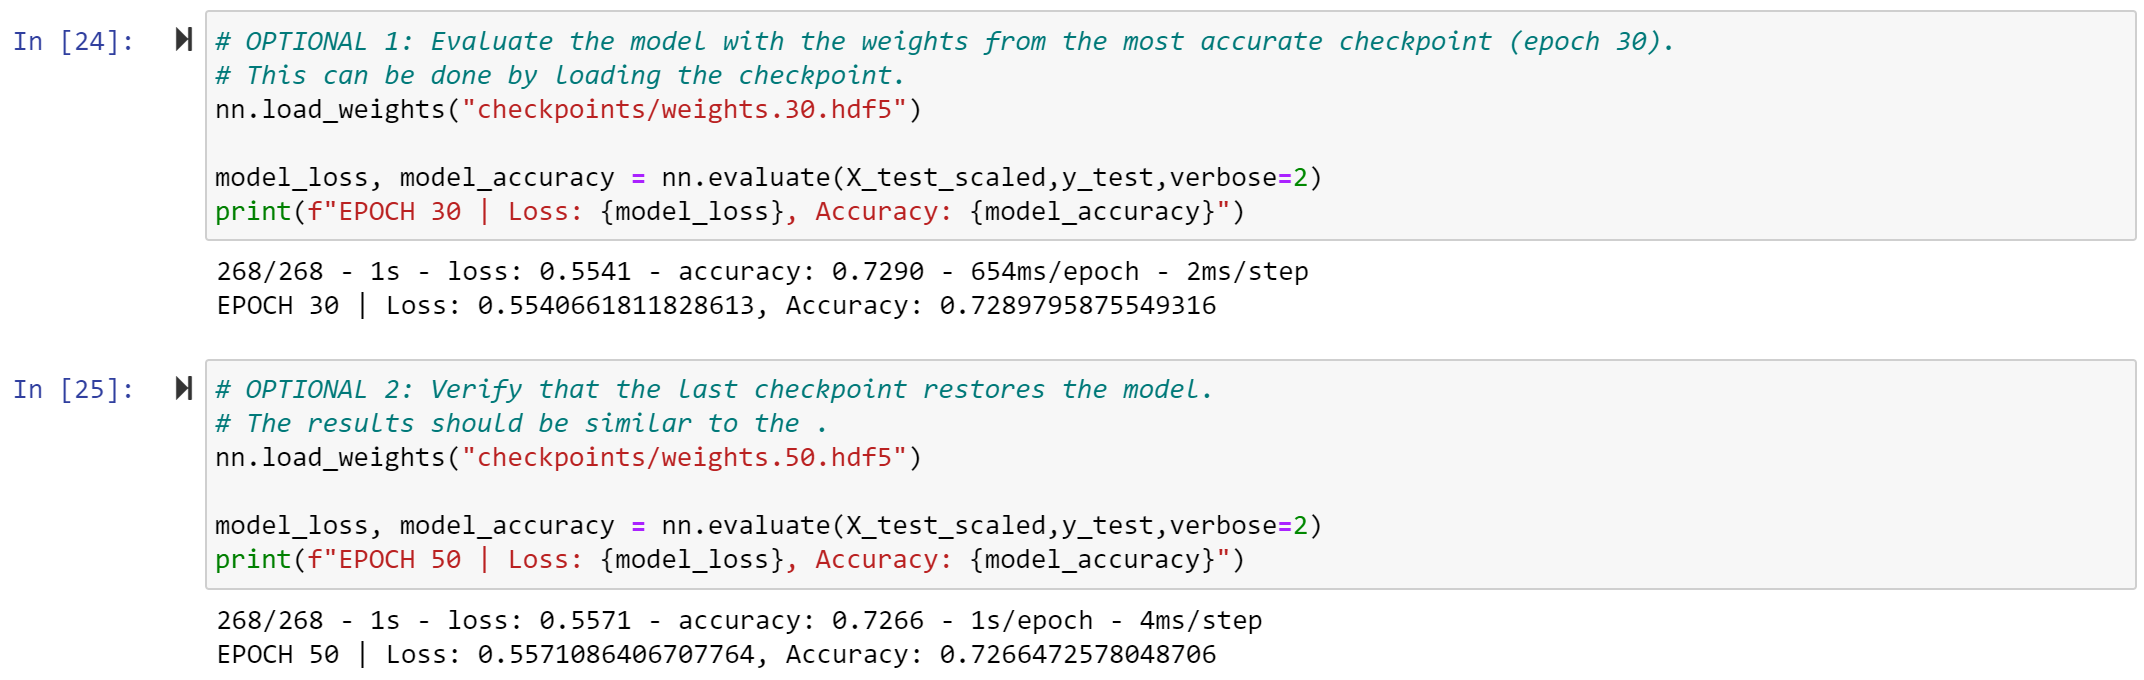 In [24]:
# OPTIONAL 1: Evaluate the model with the weights from the most accurate checkpoint (epoch 30).
# This can be done by loading the checkpoint.
nn.load_weights("checkpoints/weights.30.hdf5")
model_loss, model_accuracy = nn.evaluate(X_test_scaled,y_test,verbose=2)
print(f"EPOCH 30 | Loss: {model_loss}, Accuracy: {model_accuracy}")
268/268 - 1s - loss: 0.5541 - accuracy: 0.7290 - 654ms/epoch - 2ms/step
EPOCH 30 | Loss: 0.5540661811828613, Accuracy: 0.7289795875549316
In [25]:
# OPTIONAL 2: Verify that the last checkpoint restores the model.
# The results should be similar to the .
nn.load_weights("checkpoints/weights.50.hdf5")
model_loss, model_accuracy = nn.evaluate(X_test_scaled,y_test,verbose=2)
print(f"EPOCH 50 | Loss: {model_loss}, Accuracy: {model_accuracy}")
268/268 - 1s - loss: 0.5571 - accuracy: 0.7266 - 1s/epoch - 4ms/step
EPOCH 50 | Loss: 0.5571086406707764, Accuracy: 0.7266472578048706